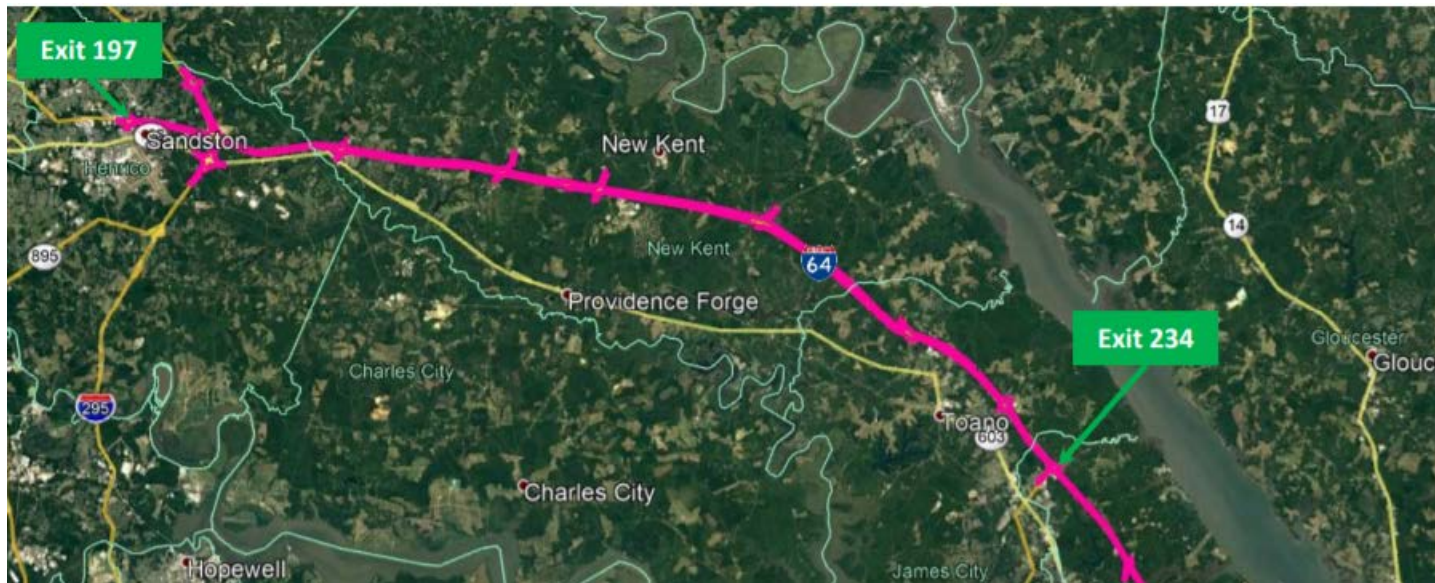 Exit 197
17
Sandston
Henrico
New Kent
14
895
New Kent
64
Providence Forge
Exit 234
Gloucester
Glouc
Charles City
295
Toano
603
Charles City
Hopewell
James City